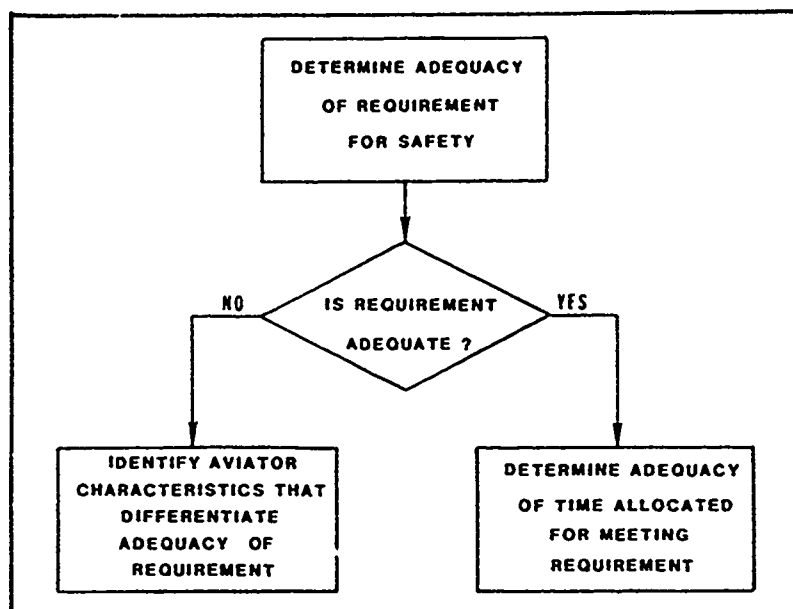 DETERMINE ADEQUACY
OF REQUIREMENT
FOR SAFETY
NO
IS REQUIREMENT
YES
ADEQUATE ?
IDENTIFY AVIATOR
CHARACTERISTICS THAT
DIFFERENTIATE
ADEQUACY OF
REQUIREMENT
DETERMINE ADEQUACY
OF TIME ALLOCATED
FOR MEETING
REQUIREMENT